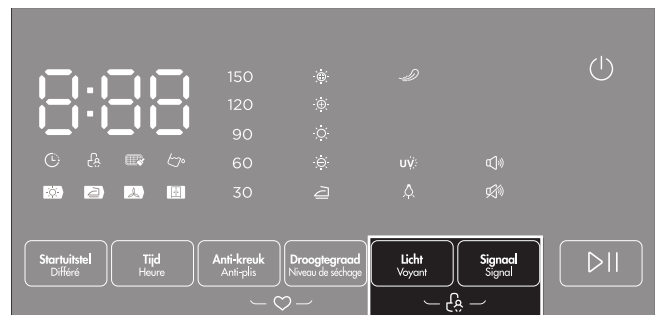 8:88
150
120
90
60 UV
30
Startuitstel Tijd Anti-kreuk Droogtegraad Licht Signaal
Différé Heure Anti-plis Niveau de séchage Voyant Signal